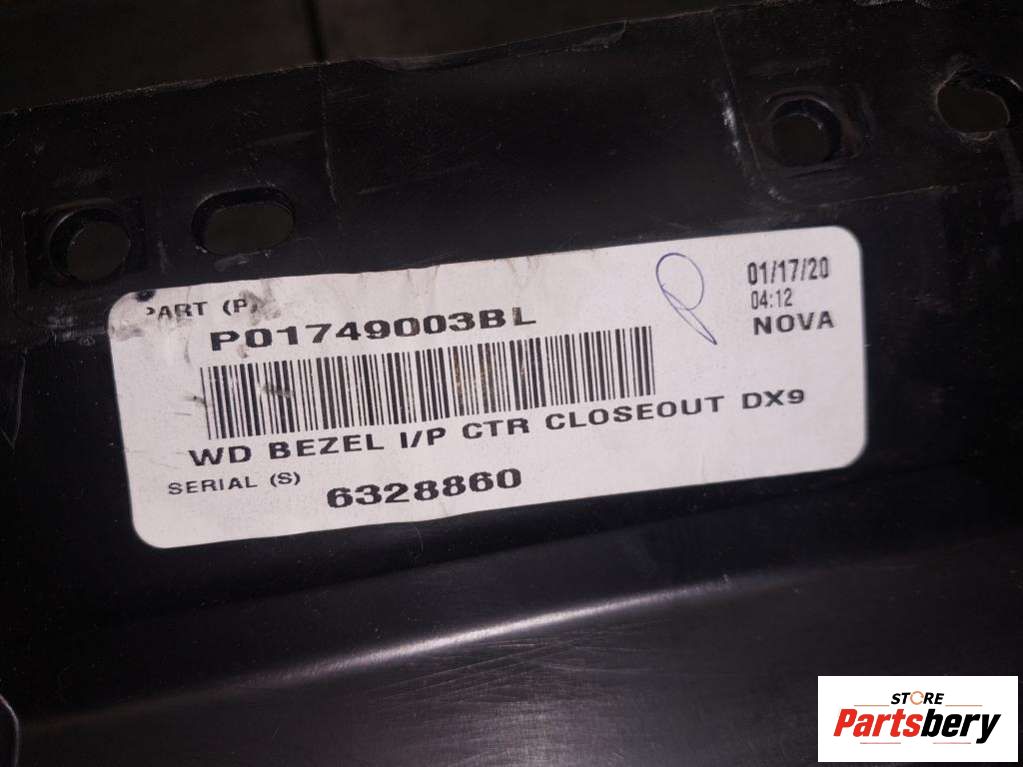 PART (P)
P01749003BL
01/17/20
04:12
NOVA
WD BEZEL I/P CTR CLOSEOUT DX9
SERIAL (S)
6328860
STORE
Partsbery